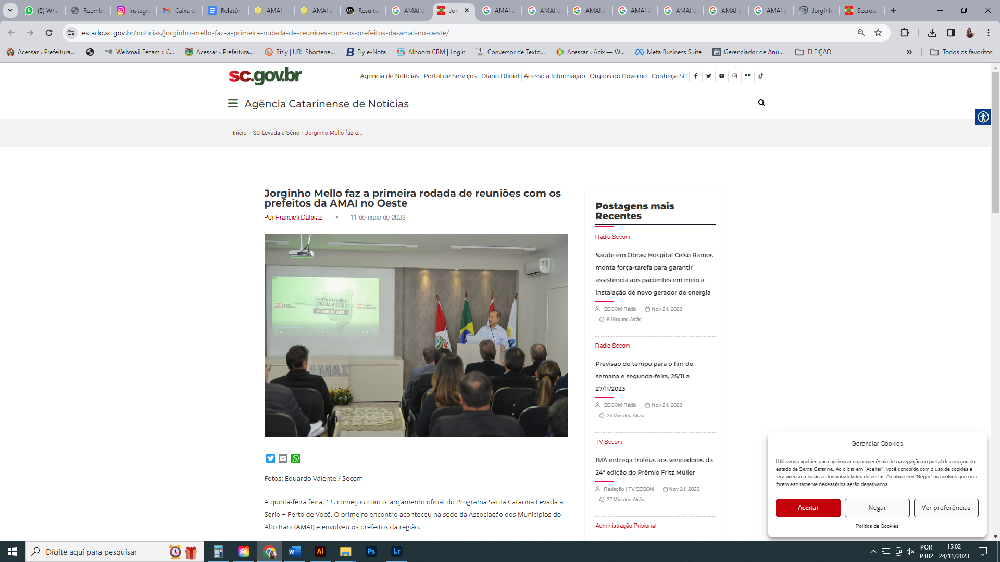 (5) Wha
Reemb
Instagra
Caixa d
Relatóri
AMAI –
AMAI é
Resulta
AMAI é
Jor
AMAI é
AMAI é
AMAI é
AMAI é
AMAI é
AMAI é
AMAI é
Jorginh
Secreta
estado.sc.gov.br/noticias/jorginho-mello-faz-a-primeira-rodada-de-reunioes-com-os-prefeitos-da-amai-no-oeste/
Acessar ‹ Prefeitura...
Webmail Fecam :: C...
Acessar ‹ Prefeitura...
Bitly | URL Shortene...
Fly e-Nota
Alboom CRM | Login
Conversor de Texto...
Acessar ‹ Acix — W...
Meta Business Suite
Gerenciador de Anú...
ELEIÇAO
»
Todos os favoritos
sc.gov.br
Agência de Notícias
Portal de Serviços
Diário Oficial
Acesso à Informação
Órgãos do Governo
Conheça SC
Agência Catarinense de Notícias
Início / SC Levada a Sério / Jorginho Mello faz a...
Jorginho Mello faz a primeira rodada de reuniões com os
prefeitos da AMAI no Oeste
Por Francieli Dalpiaz • 11 de maio de 2023
SANTA CATARINA
LEVADA A SÉRIO
+ PERTO DE VOCÊ
AMAI
Fotos: Eduardo Valente / Secom
A quinta-feira feira, 11, começou com o lançamento oficial do Programa Santa Catarina Levada a
Sério + Perto de Você. O primeiro encontro aconteceu na sede da Associação dos Municípios do
Alto Irani (AMAI) e envolveu os prefeitos da região.
Postagens mais
Recentes
Radio Secom
Saúde em Obras: Hospital Celso Ramos
monta força-tarefa para garantir
assistência aos pacientes em meio à
instalação de novo gerador de energia
SECOM Rádio Nov 24, 2023
8 Minutos Atrás
Radio Secom
Previsão do tempo para o fim de
semana e segunda-feira, 25/11 a
27/11/2023
SECOM Rádio Nov 24, 2023
26 Minutos Atrás
TV Secom
IMA entrega troféus aos vencedores da
24ª edição do Prêmio Fritz Müller
Redação | TV SECOM Nov 24, 2023
27 Minutos Atrás
Administração Prisional
Gerenciar Cookies
Utilizamos cookies para aprimorar sua experiência de navegação no portal de serviços do
estado de Santa Catarina. Ao clicar em "Aceitar", você concorda com o uso de cookies e
terá acesso a todas as funcionalidades do portal. Ao clicar em "Negar" os cookies que não
forem estritamente necessários serão desativados.
Aceitar
Negar
Ver preferências
Política de Cookies
Digite aqui para pesquisar
Ai
Ps
Lr
POR
PTB2
15:02
24/11/2023